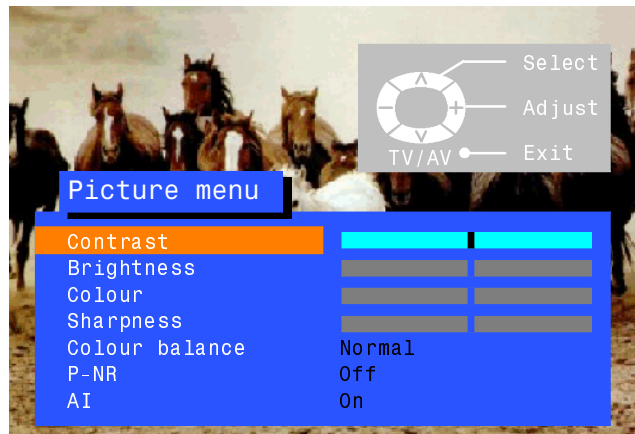 Select
Adjust
TV/AV Exit
Picture menu
Contrast
Brightness
Colour
Sharpness
Colour balance Normal
P-NR Off
AI On